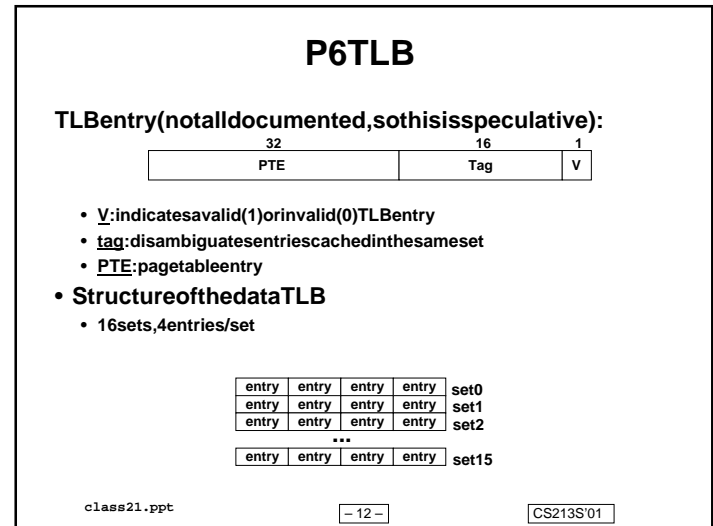 P6TLB
TLBentry(notalldocumented,sothisisspeculative):
32 16 1
PTE Tag V
• V:indicatesavalid(1)orinvalid(0)TLBentry
• tag:disambiguatesentriescachedinthesameset
• PTE:pagetableentry
• StructureofthedataTLB
• 16sets,4entries/set
entry entry entry entry set0
entry entry entry entry set1
entry entry entry entry set2
...
entry entry entry entry set15
class21.ppt – 12 – CS213S'01